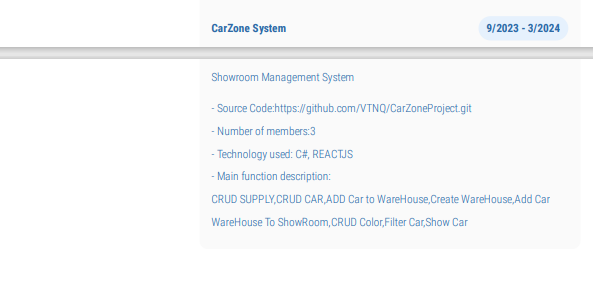 CarZone System
9/2023 - 3/2024
Showroom Management System
- Source Code:https://github.com/VTNQ/CarZoneProject.git
- Number of members:3
- Technology used: C#, REACTJS
- Main function description:
CRUD SUPPLY,CRUD CAR,ADD Car to WareHouse,Create WareHouse,Add Car
WareHouse To ShowRoom,CRUD Color,Filter Car,Show Car